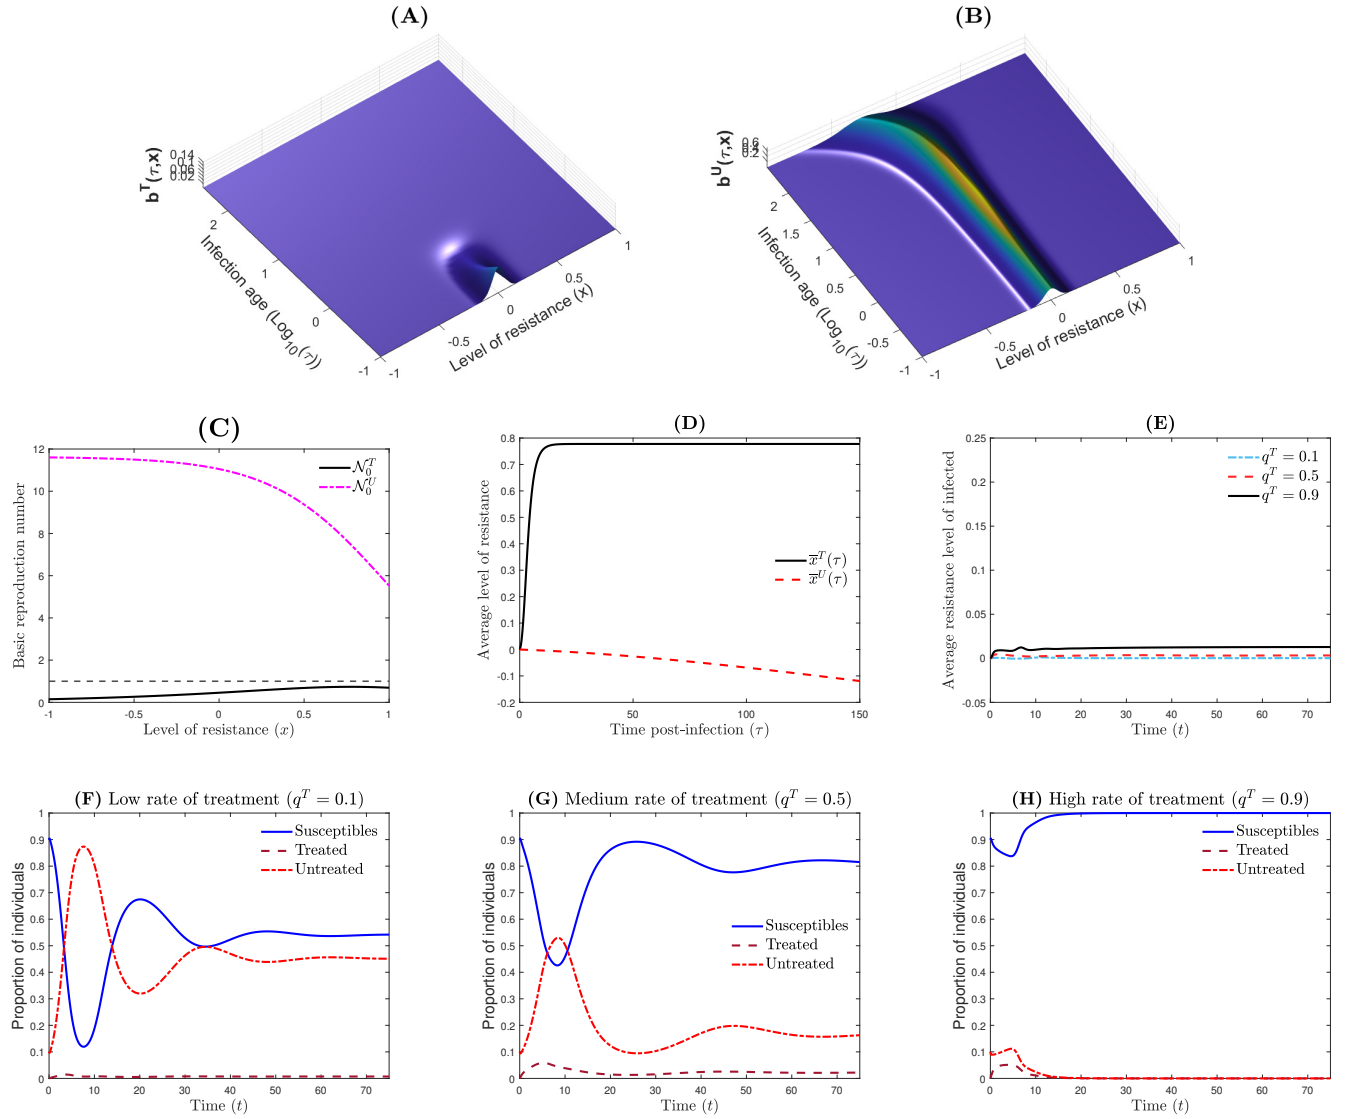 (A)
0.14
0.1
0.06
0.02
b^T(τ,x)
2
1
0
-1
Infection age (Log_10(τ))
-1
-0.5
0
0.5
1
Level of resistance (x)
(B)
0.6
0.2
b^U(τ,x)
2
1.5
1
0.5
0
-0.5
-1
Infection age (Log_10(τ))
-1
-0.5
0
0.5
1
Level of resistance (x)
(C)
12
10
8
6
4
2
0
Basic reproduction number
𝒩_0^T
𝒩_0^U
-1 -0.5 0 0.5 1
Level of resistance (x)
(D)
0.8
0.7
0.6
0.5
0.4
0.3
0.2
0.1
0
-0.1
-0.2
Average level of resistance
x̅^T(τ)
x̅^U(τ)
0 50 100 150
Time post-infection (τ)
(E)
0.25
0.2
0.15
0.1
0.05
0
-0.05
Average resistance level of infected
q^T = 0.1
q^T = 0.5
q^T = 0.9
0 10 20 30 40 50 60 70
Time (t)
(F) Low rate of treatment (q^T = 0.1)
1
0.9
0.8
0.7
0.6
0.5
0.4
0.3
0.2
0.1
0
Proportion of individuals
Susceptibles
Treated
Untreated
0 10 20 30 40 50 60 70
Time (t)
(G) Medium rate of treatment (q^T = 0.5)
1
0.9
0.8
0.7
0.6
0.5
0.4
0.3
0.2
0.1
0
Proportion of individuals
Susceptibles
Treated
Untreated
0 10 20 30 40 50 60 70
Time (t)
(H) High rate of treatment (q^T = 0.9)
1
0.9
0.8
0.7
0.6
0.5
0.4
0.3
0.2
0.1
0
Proportion of individuals
Susceptibles
Treated
Untreated
0 10 20 30 40 50 60 70
Time (t)